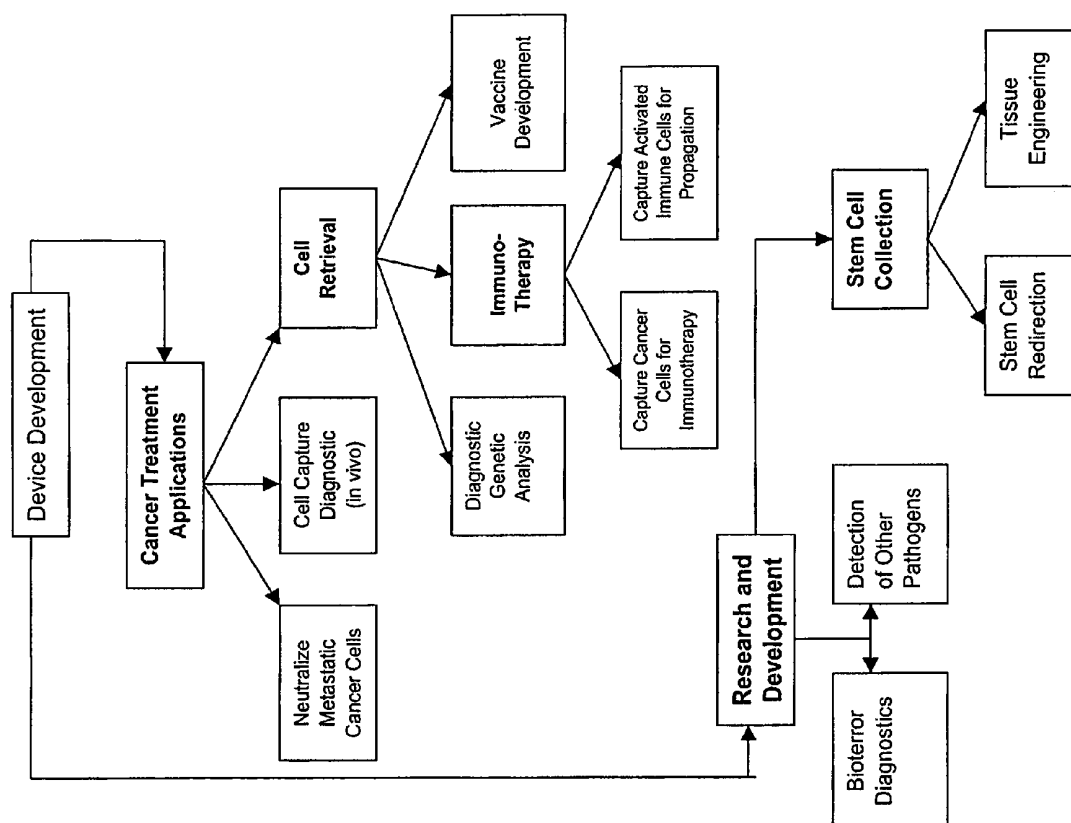 Device Development
Cancer Treatment
Applications
Neutralize
Metastatic
Cancer Cells
Cell Capture
Diagnostic
(in vivo)
Cell
Retrieval
Diagnostic
Genetic
Analysis
Immuno-
Therapy
Vaccine
Development
Capture Cancer
Cells for
Immunotherapy
Capture Activated
Immune Cells for
Propagation
Research and
Development
Bioterror
Diagnostics
Detection
of Other
Pathogens
Stem Cell
Collection
Stem Cell
Redirection
Tissue
Engineering